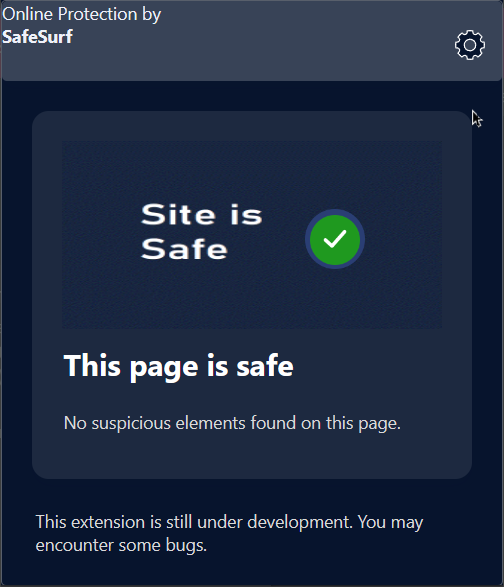 Online Protection by
SafeSurf
Site is
Safe
This page is safe
No suspicious elements found on this page.
This extension is still under development. You may
encounter some bugs.